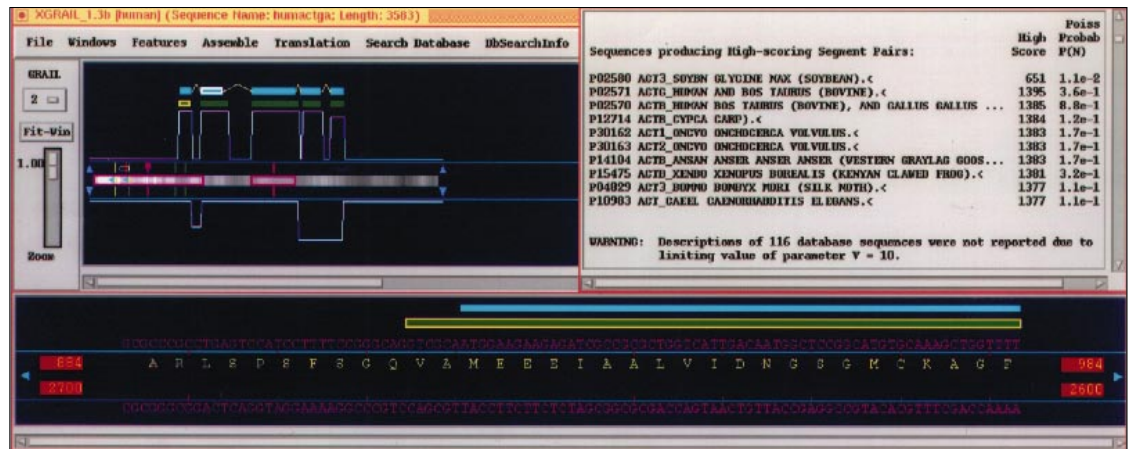 XGRAIL_1.3b [human] (Sequence Name: humactga; Length: 3583)
File Windows Features Assemble Translation Search Database DbSearchInfo
GRAIL
2
Fit-Win
1.00
Zoom
Poiss
High Probab
Sequences producing High-scoring Segment Pairs: Score P(N)
P02580 ACT3_SOYBN GLYCINE MAX (SOYBEAN).< 651 1.1e-2
P02571 ACTG_HUMAN AND BOS TAURUS (BOVINE).< 1395 3.6e-1
P02570 ACTB_HUMAN BOS TAURUS (BOVINE), AND GALLUS GALLUS ... 1385 8.8e-1
P12714 ACTB_CYPCA CARP).< 1384 1.2e-1
P30162 ACT1_ONCVO ONCHOCERCA VOLVULUS.< 1383 1.7e-1
P30163 ACT2_ONCVO ONCHOCERCA VOLVULUS.< 1383 1.7e-1
P14104 ACTB_ANSAN ANSER ANSER ANSER (WESTERN GRAYLAG GOOS... 1383 1.7e-1
P15475 ACTB_XENBO XENOPUS BOREALIS (KENYAN CLAWED FROG).< 1381 3.2e-1
P04829 ACT3_BOMMO BOMBYX MORI (SILK MOTH).< 1377 1.1e-1
P10983 ACT_CAEEL CAENORHABDITIS ELEGANS.< 1377 1.1e-1
WARNING: Descriptions of 116 database sequences were not reported due to
limiting value of parameter V = 10.
GCGCCCGCCTGAGTCCATCCTTTTCCGGGCAGGTCGCAATGGAAGAAGAGATCGCCGCGCTGGTCATTGACAATGGCTCCGGCATGTGCAAAGCTGGTTTT
884 A R L S P S F S G Q V A M E E E I A A L V I D N G S G M C K A G F 984
2700 2600
CGCGGGCGGACTCAGGTAGGAAAAGGCCCGTCCAGCGTTACCTTCTTCTCTAGCGGCGCGACCAGTAACTGTTACCGAGGCCGTACACGTTTCGACCAAAA